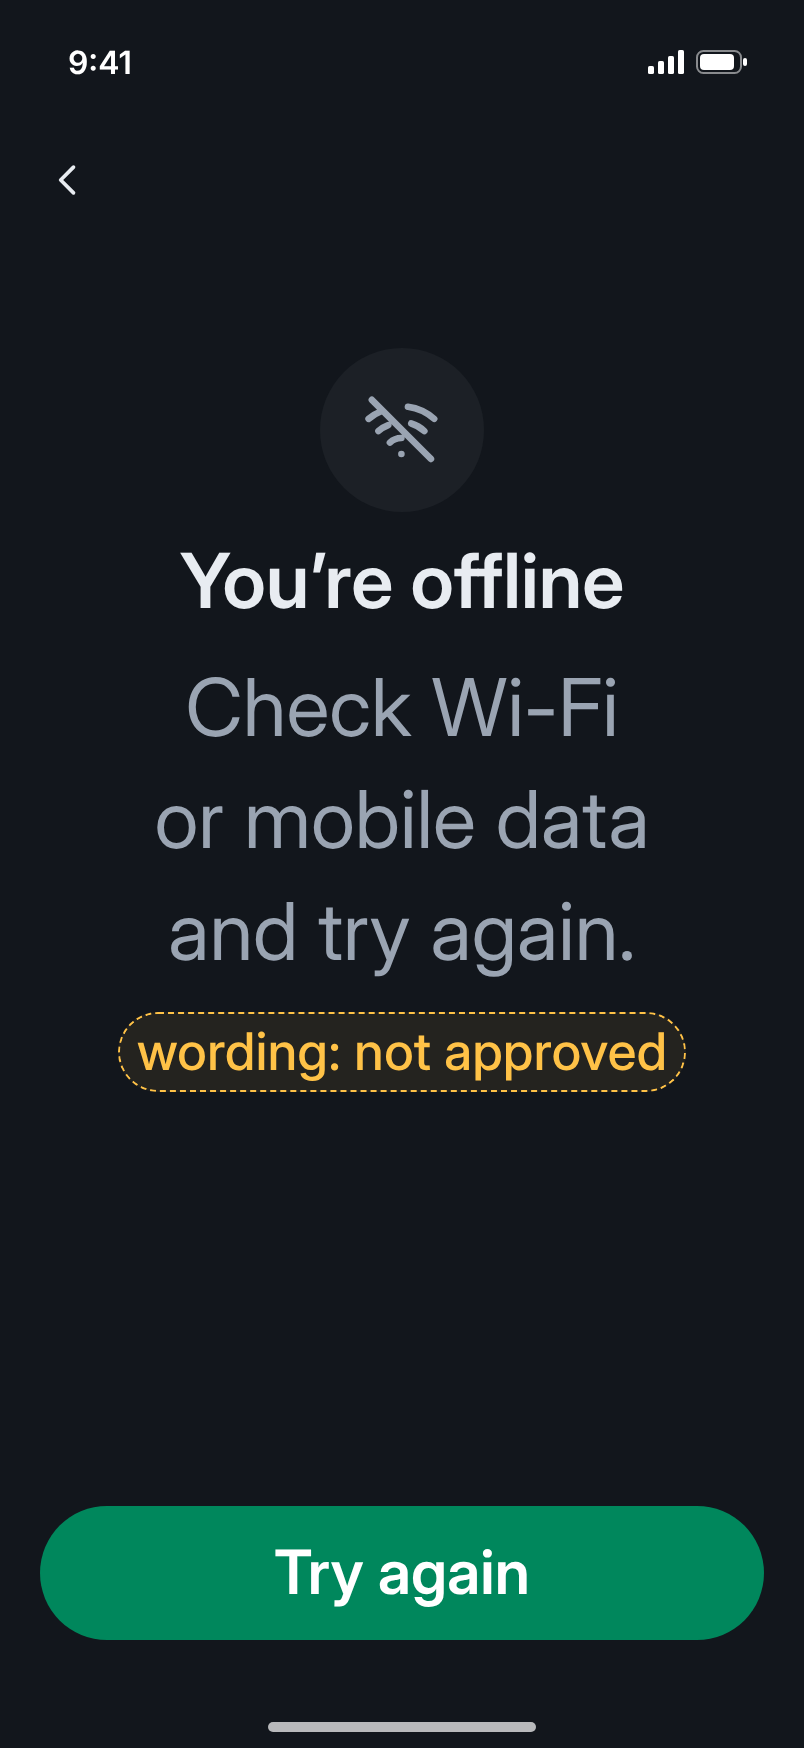 9:41
You’re offline
Check Wi-Fi
or mobile data
and try again.
wording: not approved
Try again